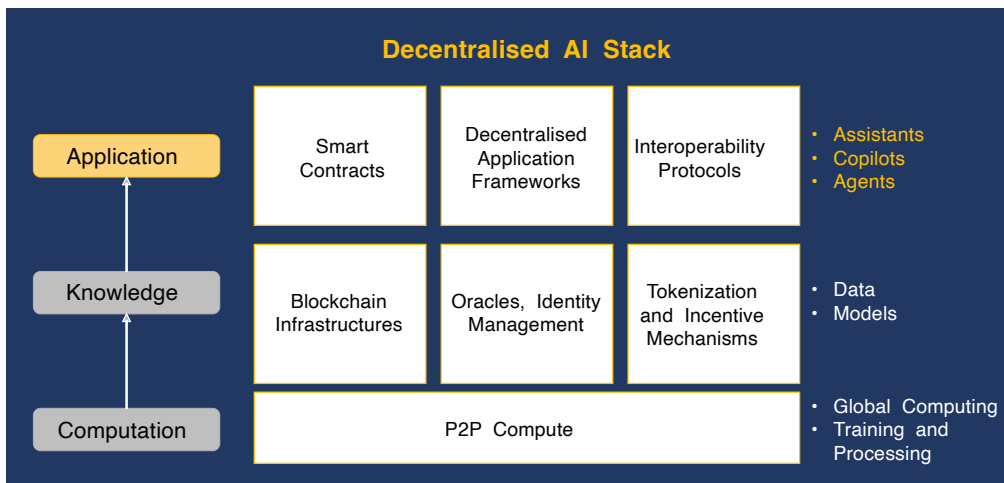 Decentralised AI Stack
Application
Smart
Contracts
Decentralised
Application
Frameworks
Interoperability
Protocols
• Assistants
• Copilots
• Agents
Knowledge
Blockchain
Infrastructures
Oracles, Identity
Management
Tokenization
and Incentive
Mechanisms
• Data
• Models
Computation
P2P Compute
• Global Computing
• Training and
Processing